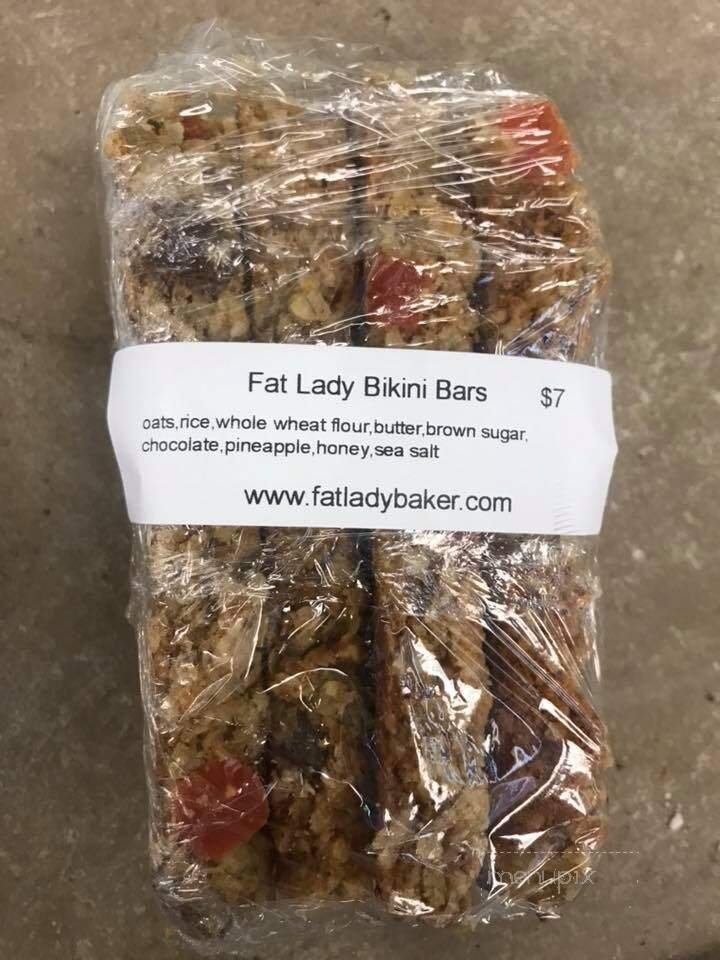 Fat Lady Bikini Bars $7
oats,rice,whole wheat flour,butter,brown sugar,
chocolate,pineapple,honey,sea salt
www.fatladybaker.com
menupix